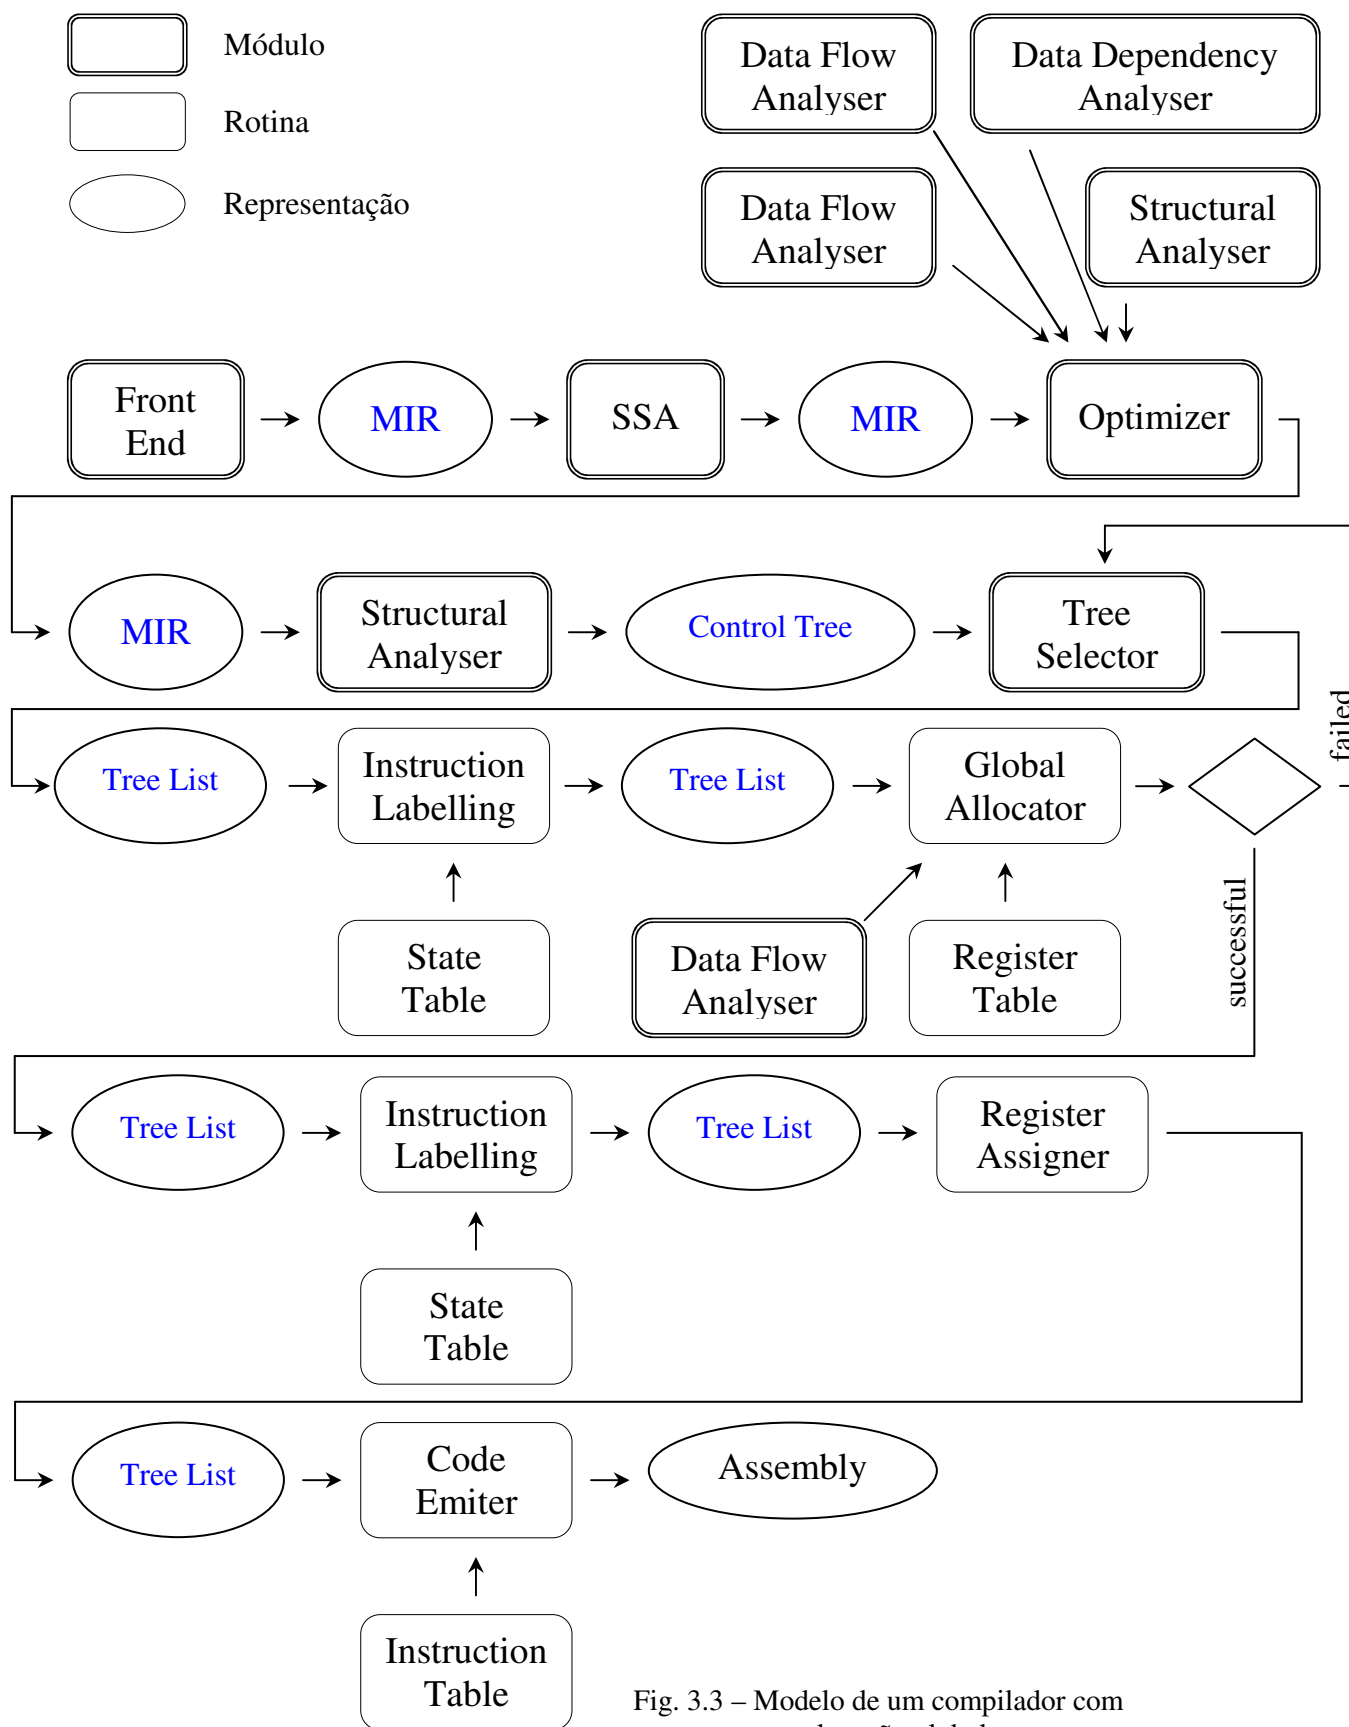 Módulo
Rotina
Representação
Data Flow
Analyser
Data Dependency
Analyser
Data Flow
Analyser
Structural
Analyser
Front
End
MIR
SSA
MIR
Optimizer
MIR
Structural
Analyser
Control Tree
Tree
Selector
failed
Tree List
Instruction
Labelling
Tree List
Global
Allocator
successful
State
Table
Data Flow
Analyser
Register
Table
Tree List
Instruction
Labelling
Tree List
Register
Assigner
State
Table
Tree List
Code
Emiter
Assembly
Instruction
Table
Fig. 3.3 – Modelo de um compilador com